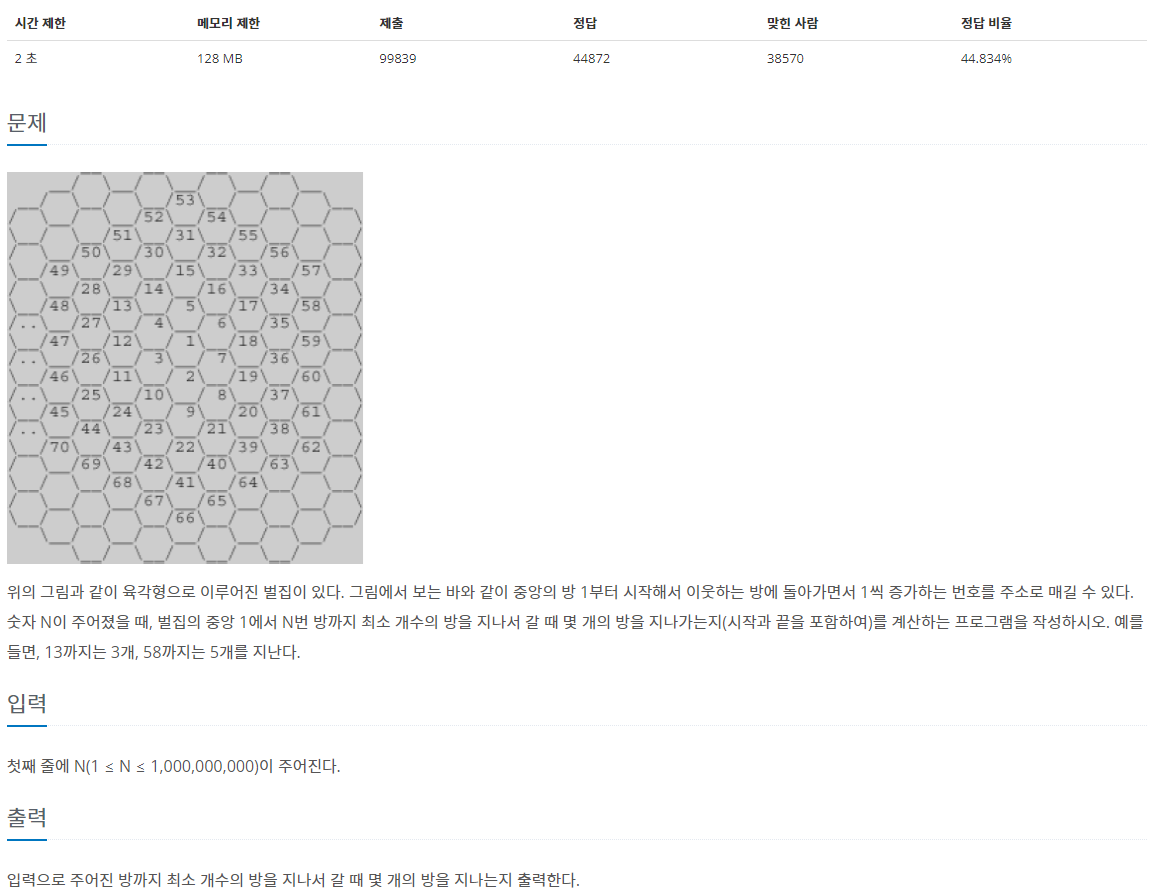 시간 제한 메모리 제한 제출 정답 맞힌 사람 정답 비율
2 초 128 MB 99839 44872 38570 44.834%
문제
53
52 54
51 31 55
50 30 32 56
49 29 15 33 57
28 14 16 34
48 13 5 17 58
.. 27 4 6 35
47 12 1 18 59
.. 26 3 7 36
46 11 2 19 60
.. 25 10 8 37
45 24 9 20 61
.. 44 23 21 38
70 43 22 39 62
69 42 40 63
68 41 64
67 65
66
위의 그림과 같이 육각형으로 이루어진 벌집이 있다. 그림에서 보는 바와 같이 중앙의 방 1부터 시작해서 이웃하는 방에 돌아가면서 1씩 증가하는 번호를 주소로 매길 수 있다.
숫자 N이 주어졌을 때, 벌집의 중앙 1에서 N번 방까지 최소 개수의 방을 지나서 갈 때 몇 개의 방을 지나가는지(시작과 끝을 포함하여)를 계산하는 프로그램을 작성하시오. 예를
들면, 13까지는 3개, 58까지는 5개를 지난다.
입력
첫째 줄에 N(1 ≤ N ≤ 1,000,000,000)이 주어진다.
출력
입력으로 주어진 방까지 최소 개수의 방을 지나서 갈 때 몇 개의 방을 지나는지 출력한다.